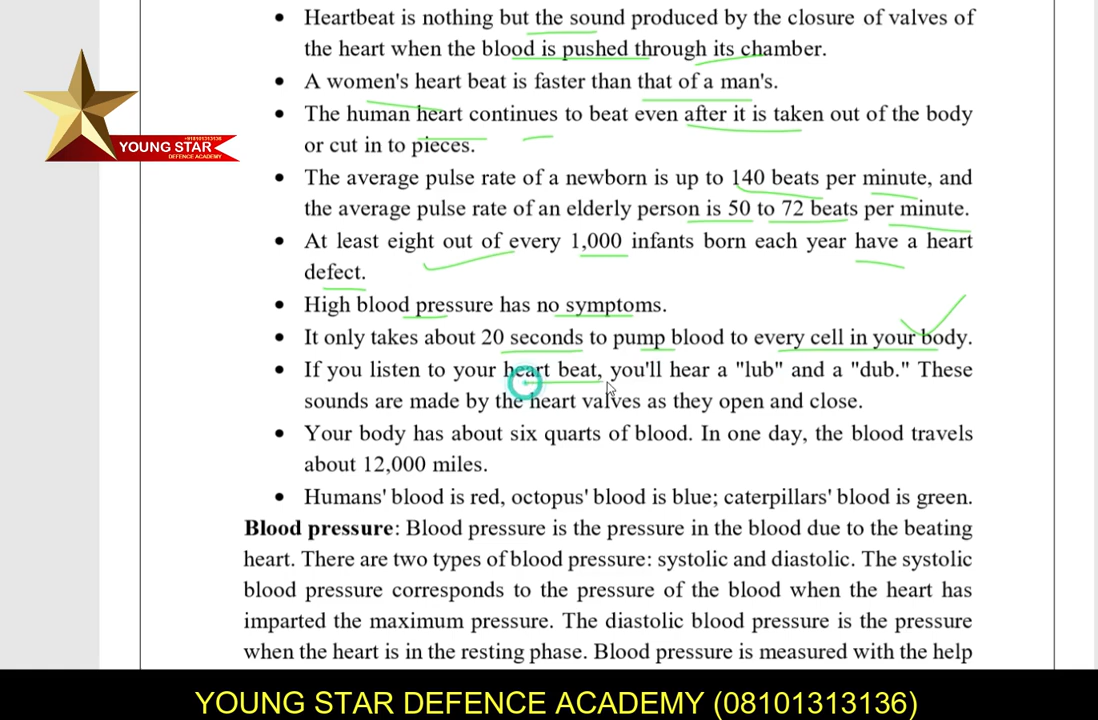 Heartbeat is nothing but the sound produced by the closure of valves of
the heart when the blood is pushed through its chamber.
A women's heart beat is faster than that of a man's.
The human heart continues to beat even after it is taken out of the body
or cut in to pieces.
+918101313136
YOUNG STAR
DEFENCE ACADEMY
The average pulse rate of a newborn is up to 140 beats per minute, and
the average pulse rate of an elderly person is 50 to 72 beats per minute.
At least eight out of every 1,000 infants born each year have a heart
defect.
High blood pressure has no symptoms.
It only takes about 20 seconds to pump blood to every cell in your body.
If you listen to your heart beat, you'll hear a "lub" and a "dub." These
sounds are made by the heart valves as they open and close.
Your body has about six quarts of blood. In one day, the blood travels
about 12,000 miles.
Humans' blood is red, octopus' blood is blue; caterpillars' blood is green.
Blood pressure: Blood pressure is the pressure in the blood due to the beating
heart. There are two types of blood pressure: systolic and diastolic. The systolic
blood pressure corresponds to the pressure of the blood when the heart has
imparted the maximum pressure. The diastolic blood pressure is the pressure
when the heart is in the resting phase. Blood pressure is measured with the help
YOUNG STAR DEFENCE ACADEMY (08101313136)